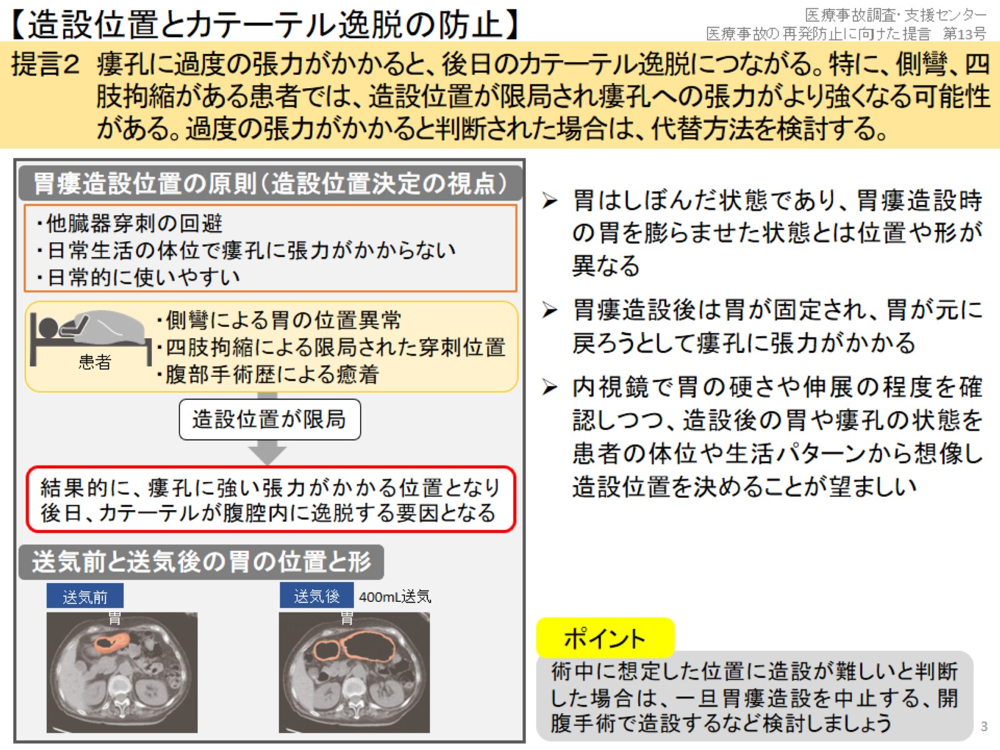 【造設位置とカテーテル逸脱の防止】
医療事故調査・支援センター
医療事故の再発防止に向けた提言　第13号
提言２　瘻孔に過度の張力がかかると、後日のカテーテル逸脱につながる。特に、側彎、四
肢拘縮がある患者では、造設位置が限局され瘻孔への張力がより強くなる可能性
がある。過度の張力がかかると判断された場合は、代替方法を検討する。
胃瘻造設位置の原則（造設位置決定の視点）
・他臓器穿刺の回避
・日常生活の体位で瘻孔に張力がかからない
・日常的に使いやすい
患者
・側彎による胃の位置異常
・四肢拘縮による限局された穿刺位置
・腹部手術歴による癒着
造設位置が限局
結果的に、瘻孔に強い張力がかかる位置となり
後日、カテーテルが腹腔内に逸脱する要因となる
送気前と送気後の胃の位置と形
送気前
胃
送気後　400mL送気
胃
➢ 胃はしぼんだ状態であり、胃瘻造設時
の胃を膨らませた状態とは位置や形が
異なる
➢ 胃瘻造設後は胃が固定され、胃が元に
戻ろうとして瘻孔に張力がかかる
➢ 内視鏡で胃の硬さや伸展の程度を確
認しつつ、造設後の胃や瘻孔の状態を
患者の体位や生活パターンから想像し
造設位置を決めることが望ましい
ポイント
術中に想定した位置に造設が難しいと判断
した場合は、一旦胃瘻造設を中止する、開
腹手術で造設するなど検討しましょう
3